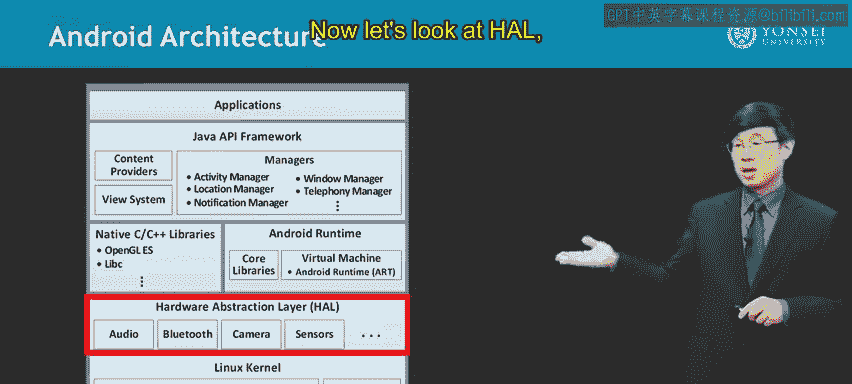 GPT中英字幕课程资源@bilibili.com
Android Architecture
Now let's look at HAL,
YONSEI
UNIVERSITY
Applications
Java API Framework
Content
Providers
View System
Managers
• Activity Manager
• Location Manager
• Notification Manager
• Window Manager
• Telephony Manager
⋮
Native C/C++ Libraries
• OpenGL ES
• Libc
⋮
Android Runtime
Core
Libraries
Virtual Machine
• Android Runtime (ART)
Hardware Abstraction Layer (HAL)
Audio
Bluetooth
Camera
Sensors
. . .
Linux Kernel